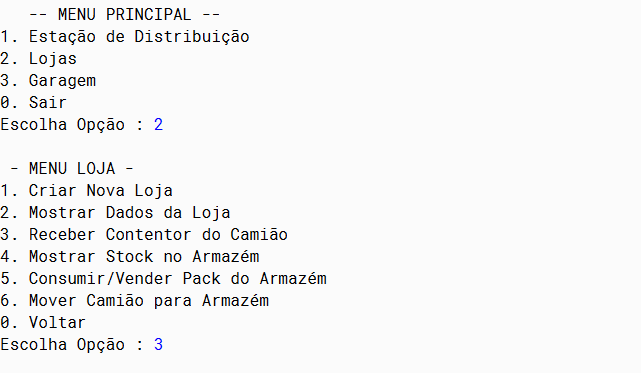 -- MENU PRINCIPAL --
1. Estação de Distribuição
2. Lojas
3. Garagem
0. Sair
Escolha Opção : 2
- MENU LOJA -
1. Criar Nova Loja
2. Mostrar Dados da Loja
3. Receber Contentor do Camião
4. Mostrar Stock no Armazém
5. Consumir/Vender Pack do Armazém
6. Mover Camião para Armazém
0. Voltar
Escolha Opção : 3